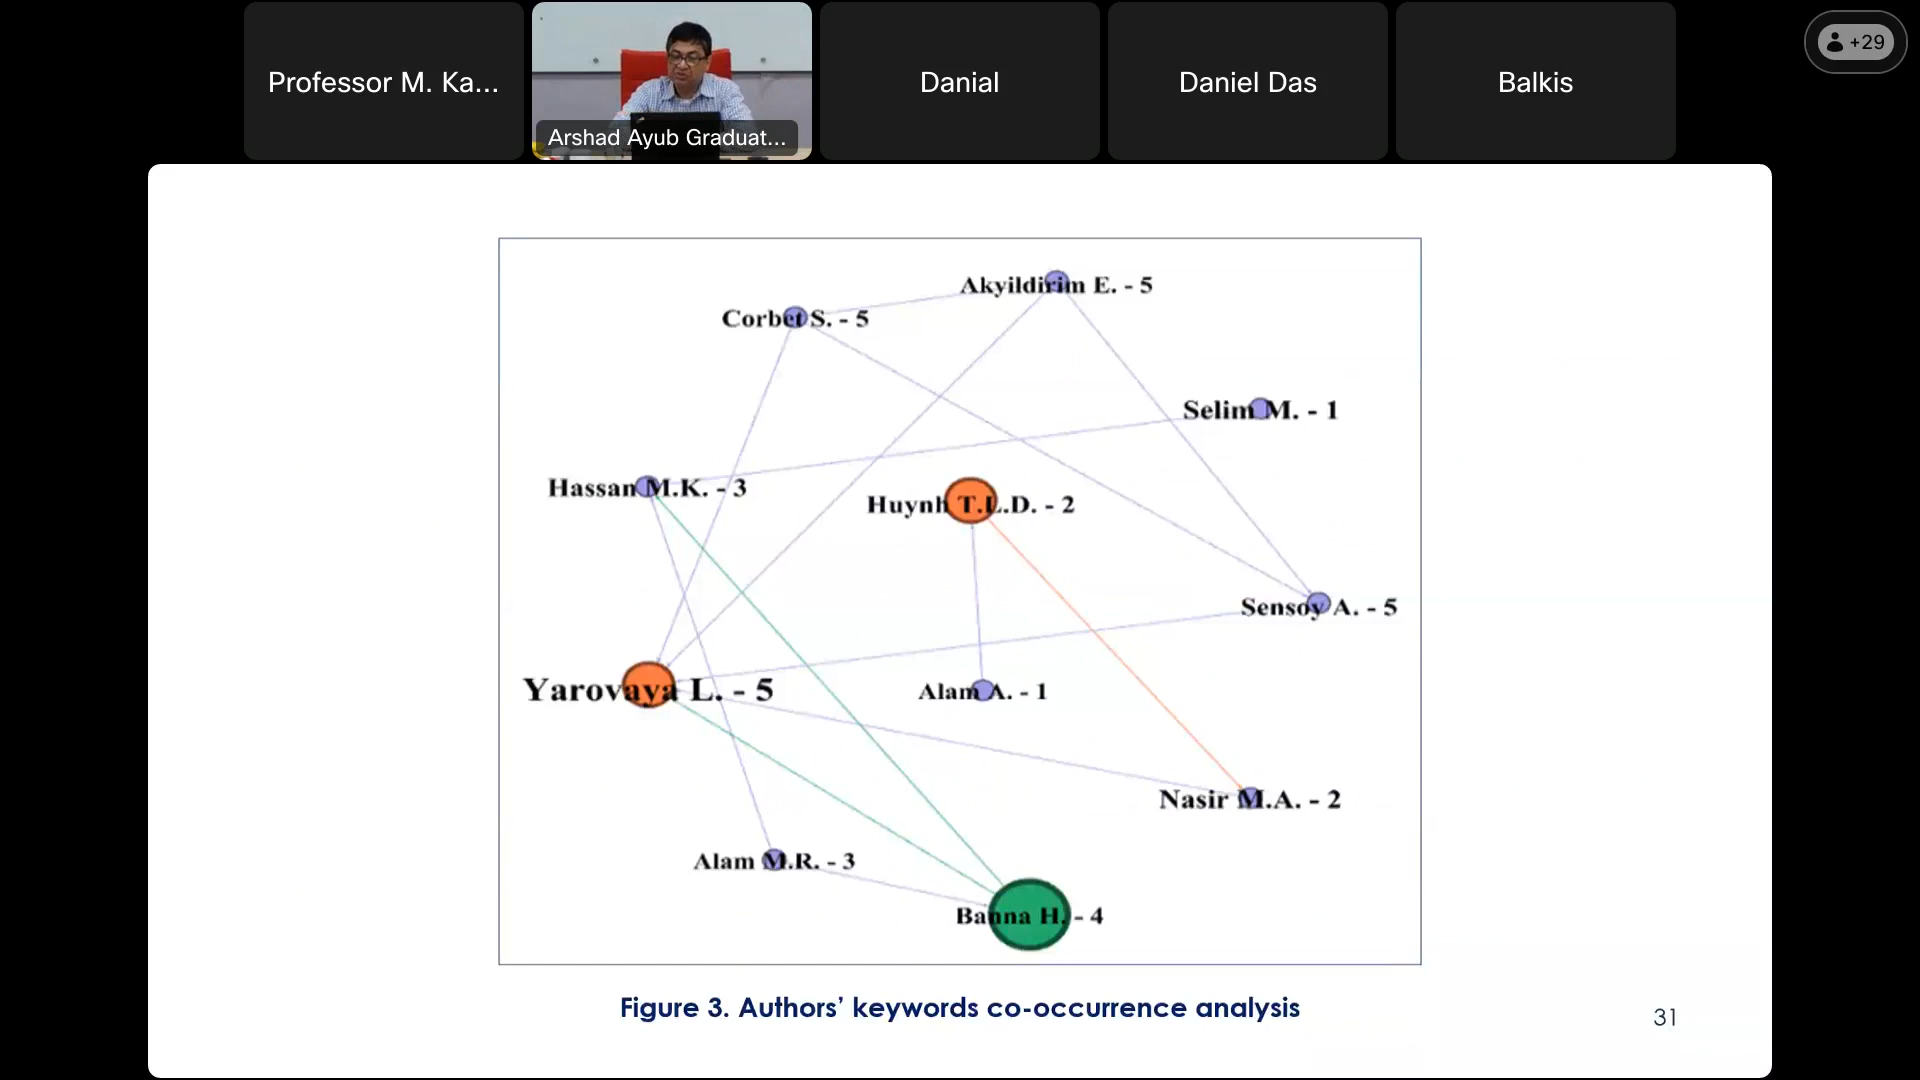 Professor M. Ka...
Arshad Ayub Graduat...
Danial
Daniel Das
Balkis
+29
Akyildirim E. - 5
Corbet S. - 5
Selim M. - 1
Hassan M.K. - 3
Huynh T.L.D. - 2
Sensoy A. - 5
Yarovaya L. - 5
Alam A. - 1
Nasir M.A. - 2
Alam M.R. - 3
Banna H. - 4
Figure 3. Authors’ keywords co-occurrence analysis
31